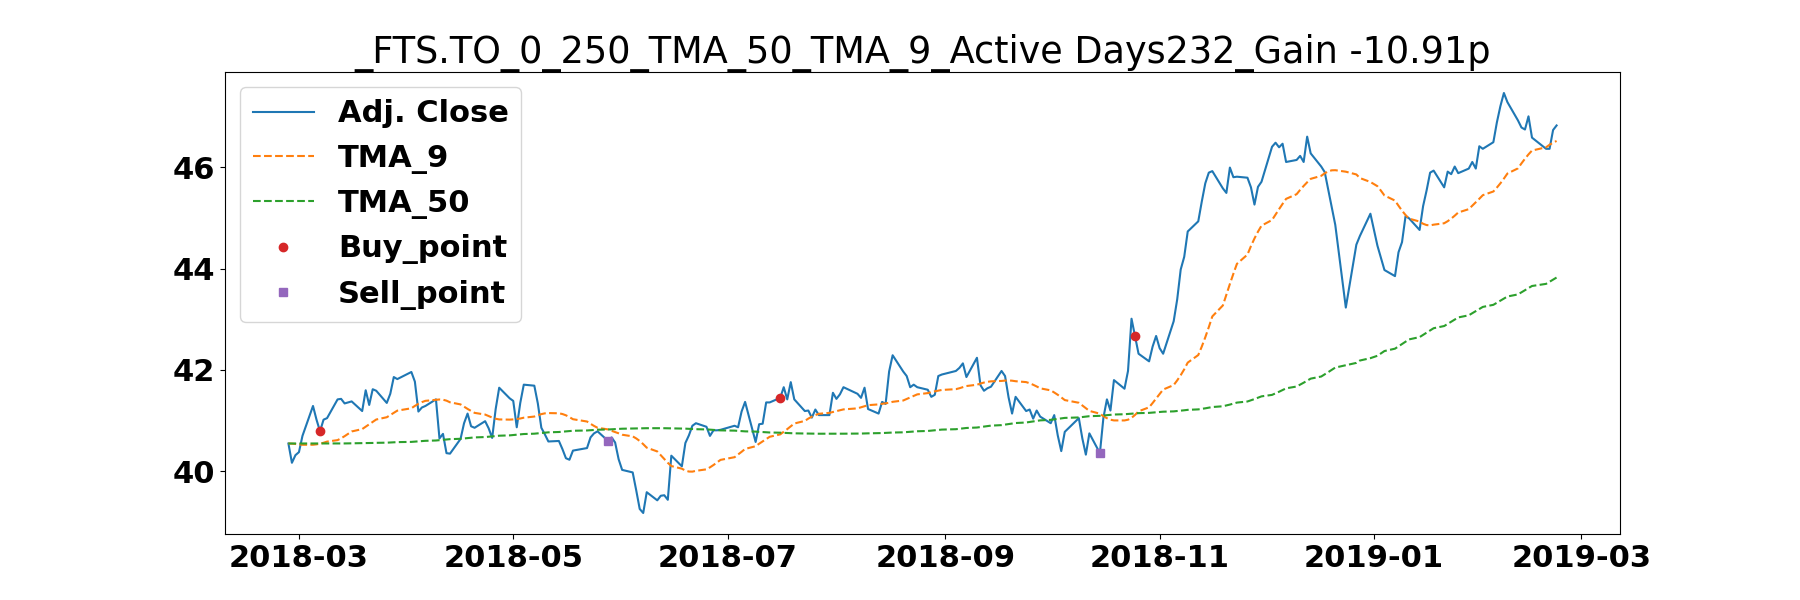 _FTS.TO_0_250_TMA_50_TMA_9_Active Days232_Gain -10.91p
Adj. Close
TMA_9
TMA_50
Buy_point
Sell_point
46
44
42
40
2018-03 2018-05 2018-07 2018-09 2018-11 2019-01 2019-03